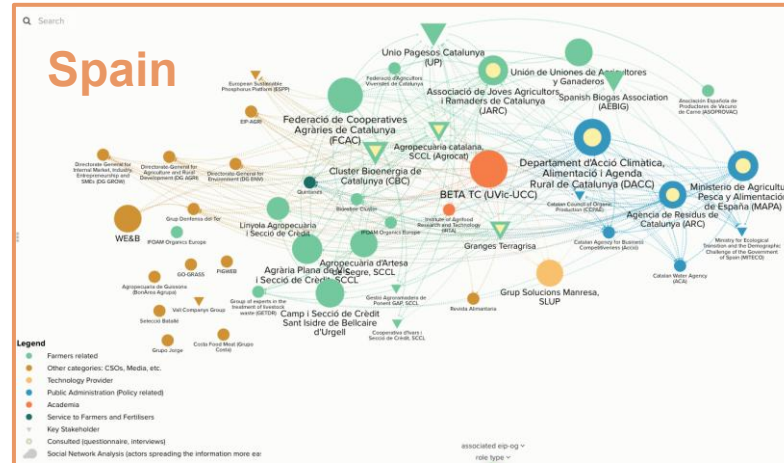 Search
Spain
Unio Pagesos Catalunya
(UP)
European Sustainable
Phosphorus Platform (ESPP)
Federació d'Agricultors
Vivendes de Catalunya
Unión de Uniones de Agricultores
y Ganaderos
Associació de Joves Agricultors
i Ramaders de Catalunya
(JARC)
Spanish Biogas Association
(AEBIG)
Asociación Española de
Productores de Vacuno
de Carne (ASOPROVAC)
EIP-AGRI
Federació de Cooperatives
Agràries de Catalunya
(FCAC)
Agropecuària catalana,
SCCL (Agrocat)
Directorate General for
Internal Market, Industry,
Entrepreneurship and
SMEs (DG GROW)
Directorate-General for
Agriculture and Rural
Development (DG AGRI)
Directorate-General for
Environment (DG ENV)
Cluster Bioenergia de
Catalunya (CBC)
Departament d'Acció Climàtica,
Alimentació i Agenda
Rural de Catalunya (DACC)
Quintones
BETA TC (UVic-UCC)
Ministerio de Agricultura,
Pesca y Alimentación
de España (MAPA)
Catalan Council of Organic
Production (CCPAE)
Agència de Residus de
Catalunya (ARC)
Grup Denfensa del Ter
Linyola Agropecuària
i Secció de Crèdit
IFOAM Organics Europe
Institute of Agrifood
Research and Technology
(IRTA)
WE&B
IFOAM Organics Europe
Granges Terragrisa
Catalan Agency for Business
Competitiveness (Acció)
Ministry for Ecological
Transition and the Demographic
Challenge of the Government
of Spain (MITECO)
Agropecuària d'Artesa
de Segre, SCCL
Agrària Plana de Vic
i Secció de Crèdit, SCCL
GO-GRASS
PIGWEB
Catalan Water Agency
(ACA)
Agropecuaria de Guissona
(BonÀrea Agrupa)
Group of experts in the
treatment of livestock
waste (GETDR)
Gestió Agroramadera de
Ponent GAP, SCCL
Grup Solucions Manresa,
SLUP
Vall Companys Group
Camp i Secció de Crèdit
Sant Isidre de Bellcaire
d'Urgell
Revista Alimentaria
Selecció Batallé
Grupo Jorge
Costa Food Meat (Grupo
Costa)
Cooperativa d'Ivars i
Secció de Crèdit, SCCL
Legend
Farmers related
Other categories: CSOs, Media, etc.
Technology Provider
Public Administration (Policy related)
Academia
Service to Farmers and Fertilisers
Key Stakeholder
Consulted (questionnaire, interviews)
Social Network Analysis (actors spreading the information more eas
associated eip-og
role type